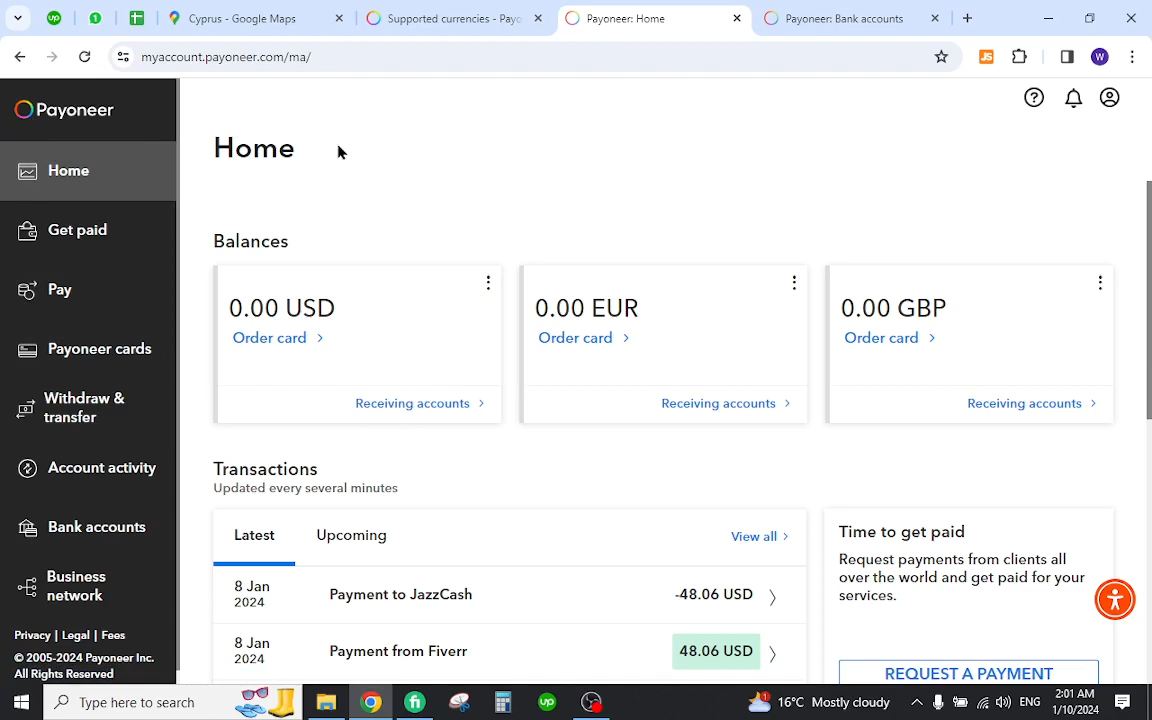 Cyprus - Google Maps
Supported currencies - Payo
Payoneer: Home
Payoneer: Bank accounts
myaccount.payoneer.com/ma/
JS
W
Payoneer
Home
Get paid
Pay
Payoneer cards
Withdraw &
transfer
Account activity
Bank accounts
Business
network
Privacy | Legal | Fees
© 2005-2024 Payoneer Inc.
All Rights Reserved
Home
Balances
0.00 USD
Order card
Receiving accounts
0.00 EUR
Order card
Receiving accounts
0.00 GBP
Order card
Receiving accounts
Transactions
Updated every several minutes
Latest
Upcoming
View all
8 Jan
2024
Payment to JazzCash
-48.06 USD
8 Jan
2024
Payment from Fiverr
48.06 USD
Time to get paid
Request payments from clients all
over the world and get paid for your
services.
REQUEST A PAYMENT
Type here to search
fi
up
1
16°C Mostly cloudy
ENG
2:01 AM
1/10/2024